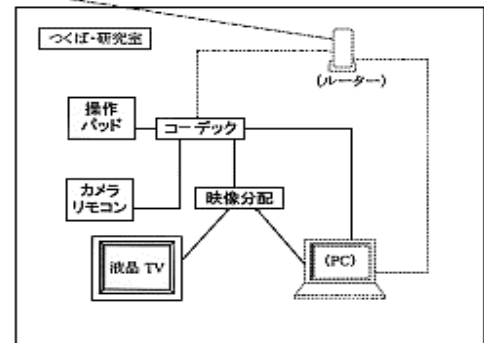 つくば・研究室
(ルーター)
操作
パッド
コーデック
カメラ
リモコン
映像分配
液晶 TV
(PC)